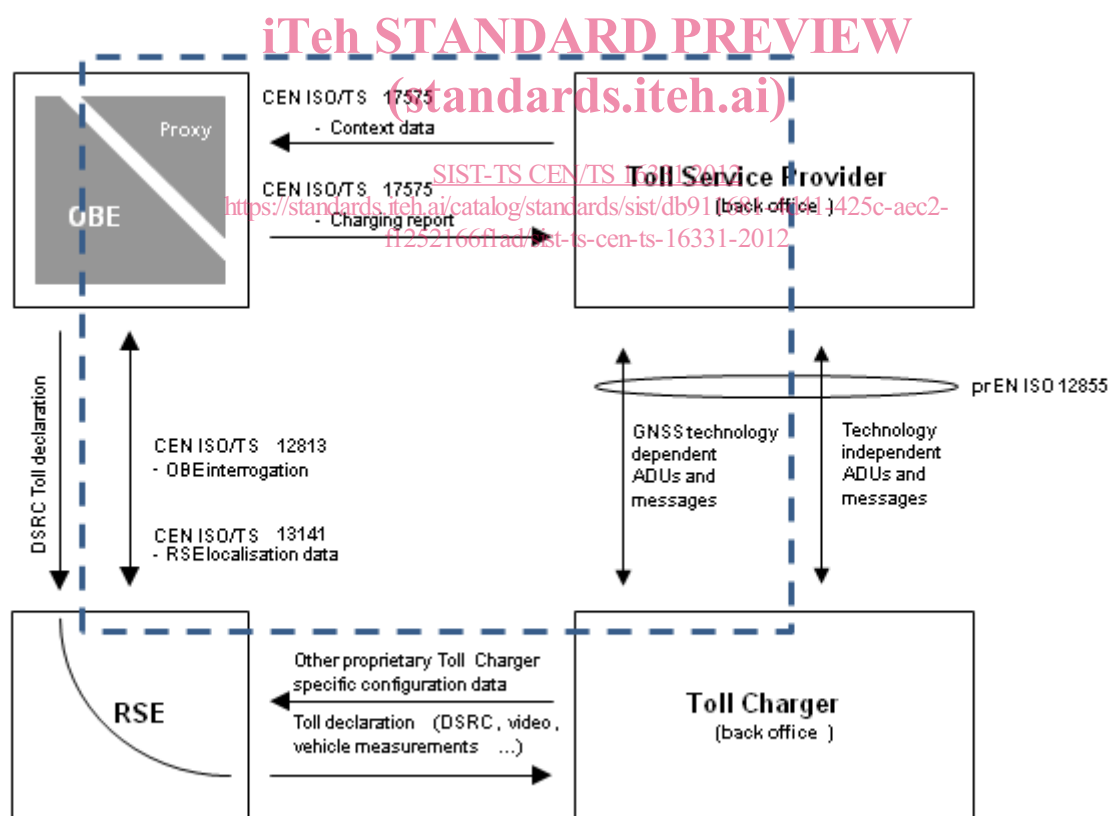 iTeh STANDARD PREVIEW
(standards.iteh.ai)
CEN ISO/TS 17575
- Context data
Proxy
SIST-TS CEN/TS 16331:2012
Toll Service Provider
(back office )
CEN ISO/TS 17575
- Charging report
OBE
https://standards.iteh.ai/catalog/standards/sist/
-425c-aec2-
f1252166f1ad/sist-ts-cen-ts-16331-2012
prEN ISO 12855
DSRC Toll declaration
CEN ISO/TS 12813
- OBE interrogation
CEN ISO/TS 13141
- RSE localisation data
GNSS technology
dependent
ADUs and
messages
Technology
independent
ADUs and
messages
Other proprietary Toll Charger
specific configuration data
Toll declaration (DSRC, video,
vehicle measurements ...)
RSE
Toll Charger
(back office )